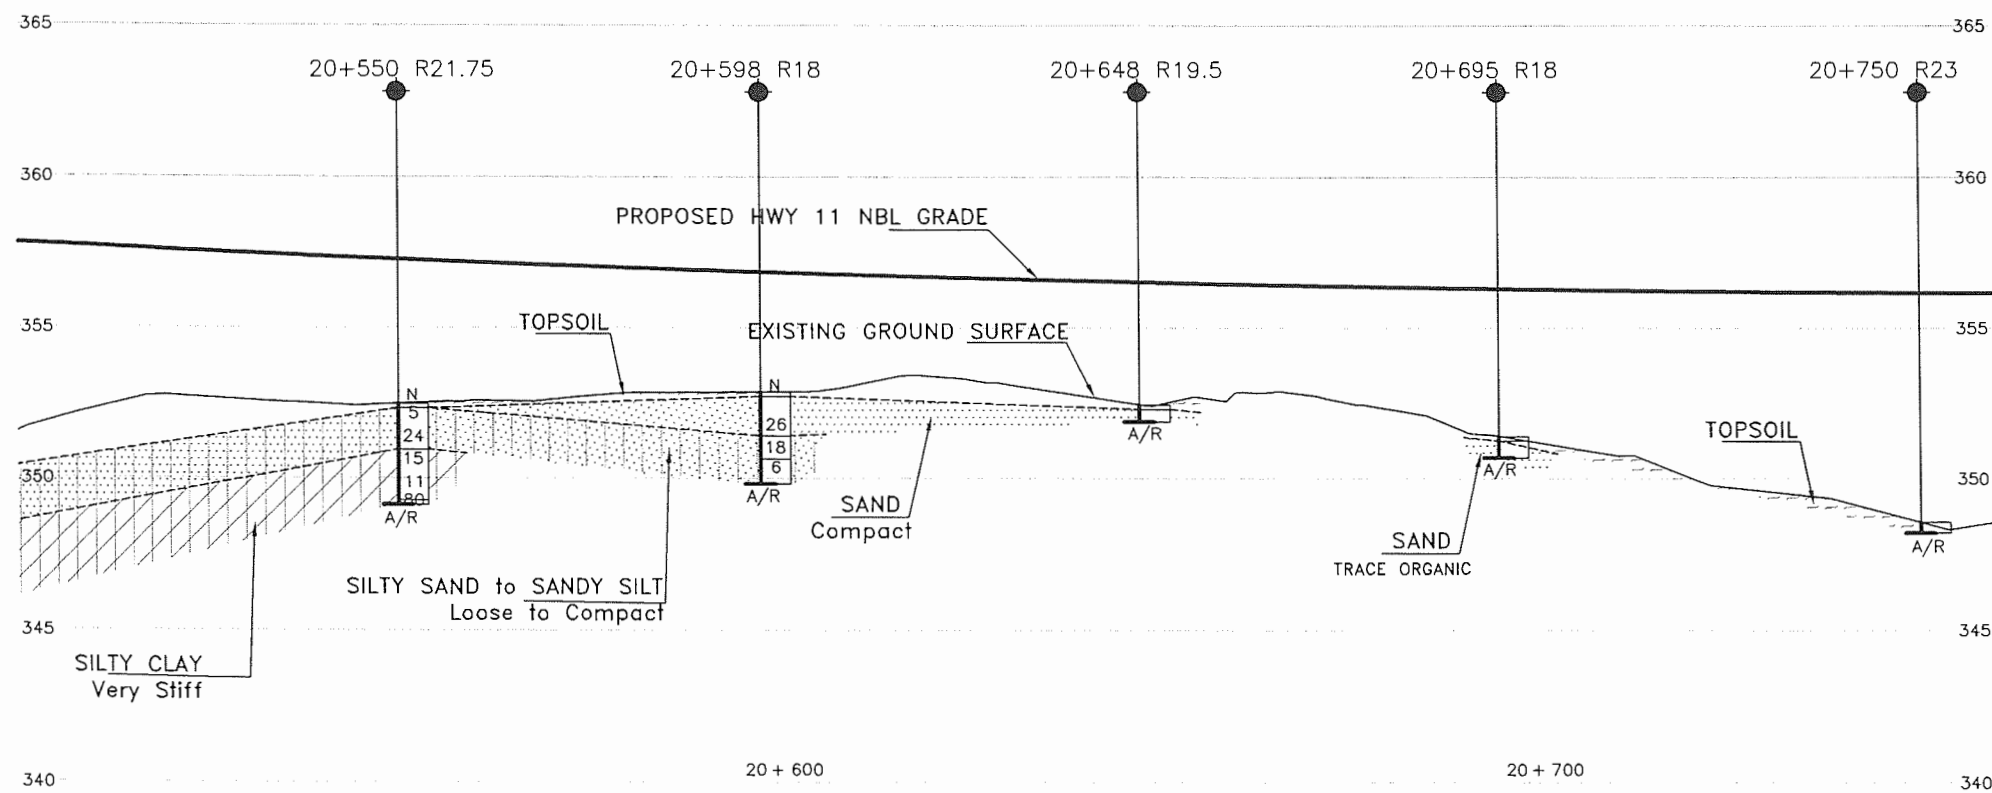 365
365
20+550 R21.75
20+598 R18
20+648 R19.5
20+695 R18
20+750 R23
360
360
PROPOSED HWY 11 NBL GRADE
355
TOPSOIL
EXISTING GROUND SURFACE
355
N
5
24
15
11
80
A/R
N
26
18
6
A/R
A/R
A/R
TOPSOIL
A/R
350
350
SAND
Compact
SAND
TRACE ORGANIC
SILTY SAND to SANDY SILT
Loose to Compact
345
345
SILTY CLAY
Very Stiff
340
20+600
20+700
340